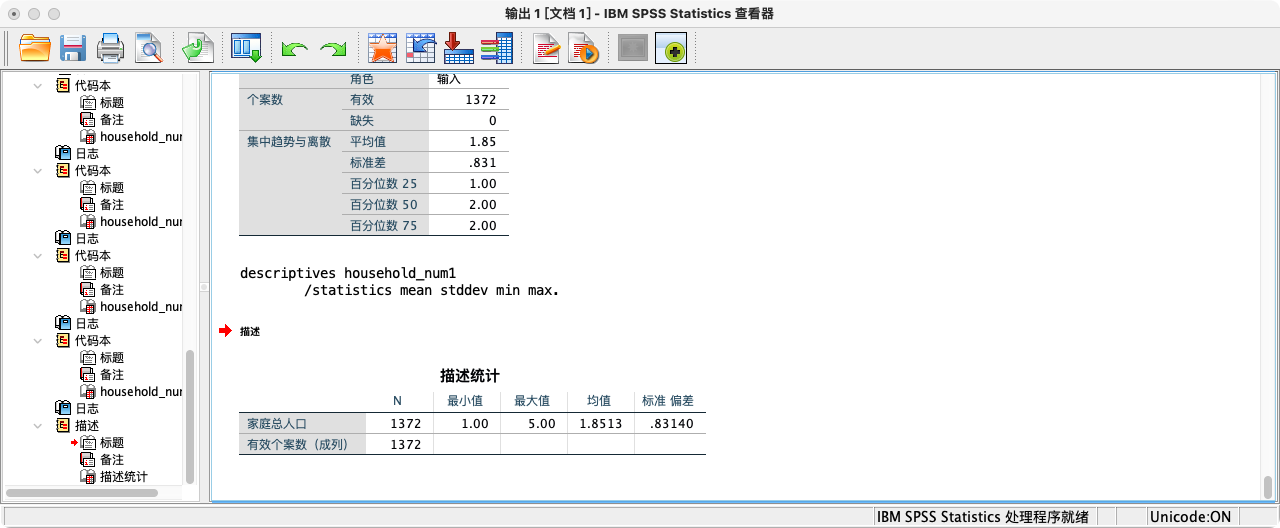 输出 1 [文档 1] - IBM SPSS Statistics 查看器
代码本
标题
备注
household_nur
日志
代码本
标题
备注
household_nur
日志
代码本
标题
备注
household_nur
日志
代码本
标题
备注
household_nur
日志
描述
标题
备注
描述统计
角色 输入
个案数 有效 1372
缺失 0
集中趋势与离散 平均值 1.85
标准差 .831
百分位数 25 1.00
百分位数 50 2.00
百分位数 75 2.00
descriptives household_num1
/statistics mean stddev min max.
描述
描述统计
N 最小值 最大值 均值 标准 偏差
家庭总人口 1372 1.00 5.00 1.8513 .83140
有效个案数（成列） 1372
IBM SPSS Statistics 处理程序就绪 Unicode:ON